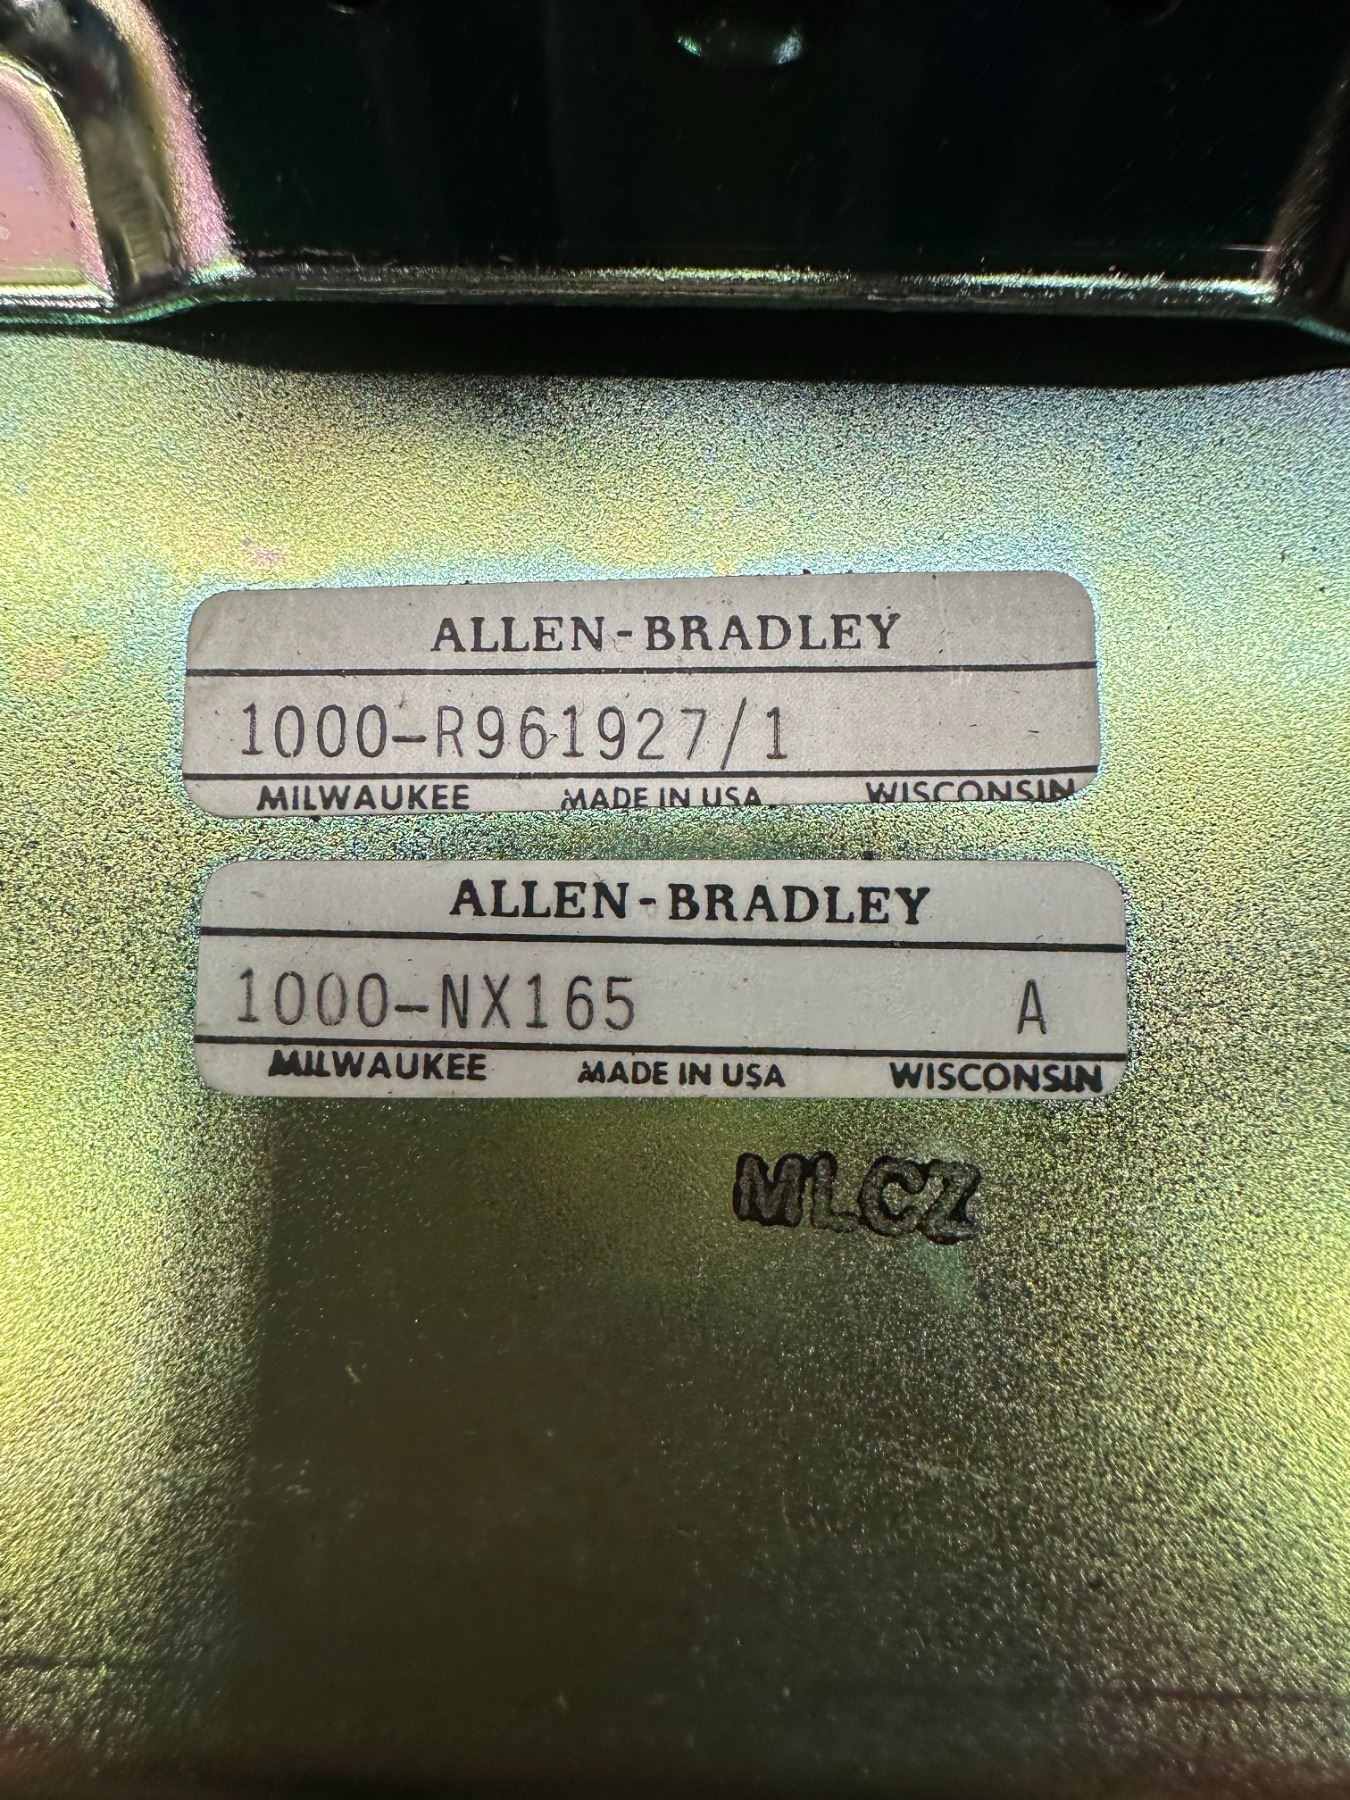 ALLEN-BRADLEY
1000-R961927/1
MILWAUKEE MADE IN USA WISCONSIN
ALLEN-BRADLEY
1000-NX165 A
MILWAUKEE MADE IN USA WISCONSIN
MLCZ